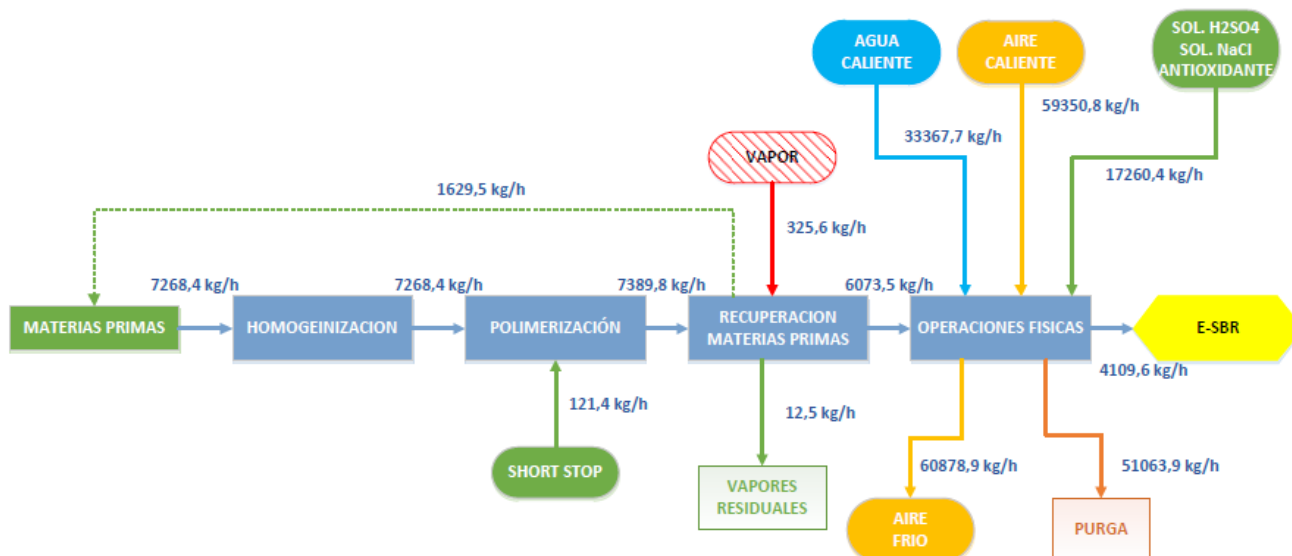 AGUA
CALIENTE
AIRE
CALIENTE
SOL. H2SO4
SOL. NaCl
ANTIOXIDANTE
59350,8 kg/h
33367,7 kg/h
17260,4 kg/h
VAPOR
1629,5 kg/h
325,6 kg/h
7268,4 kg/h
7268,4 kg/h
7389,8 kg/h
6073,5 kg/h
MATERIAS PRIMAS
HOMOGEINIZACION
POLIMERIZACIÓN
RECUPERACION
MATERIAS PRIMAS
OPERACIONES FISICAS
E-SBR
4109,6 kg/h
121,4 kg/h
12,5 kg/h
60878,9 kg/h
51063,9 kg/h
SHORT STOP
VAPORES
RESIDUALES
AIRE
FRIO
PURGA